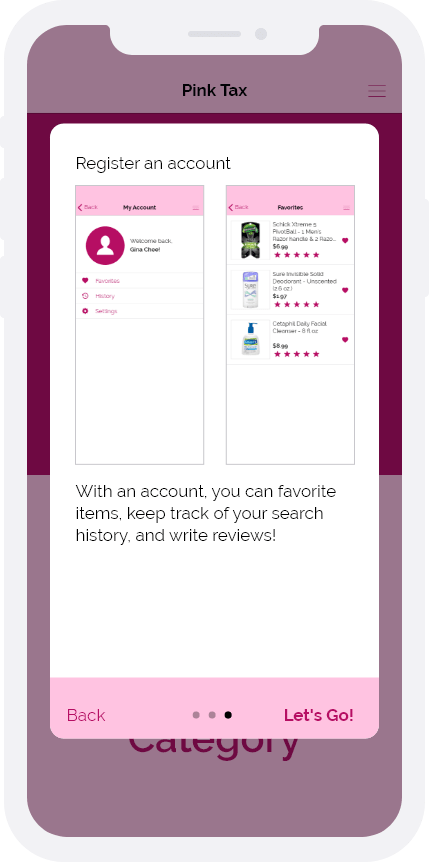 Pink Tax
Register an account
Back
My Account
Welcome back,
Gina Choe!
Favorites
History
Settings
Back
Favorites
Schick Xtreme 3
PivotBall - 1 Men's
Razor handle & 2 Razo...
$6.99
Sure Invisible Solid
Deodorant - Unscented
(2.6 oz.)
$1.97
Cetaphil Daily Facial
Cleanser - 8 fl oz
$8.99
With an account, you can favorite
items, keep track of your search
history, and write reviews!
Back
Let's Go!
Category